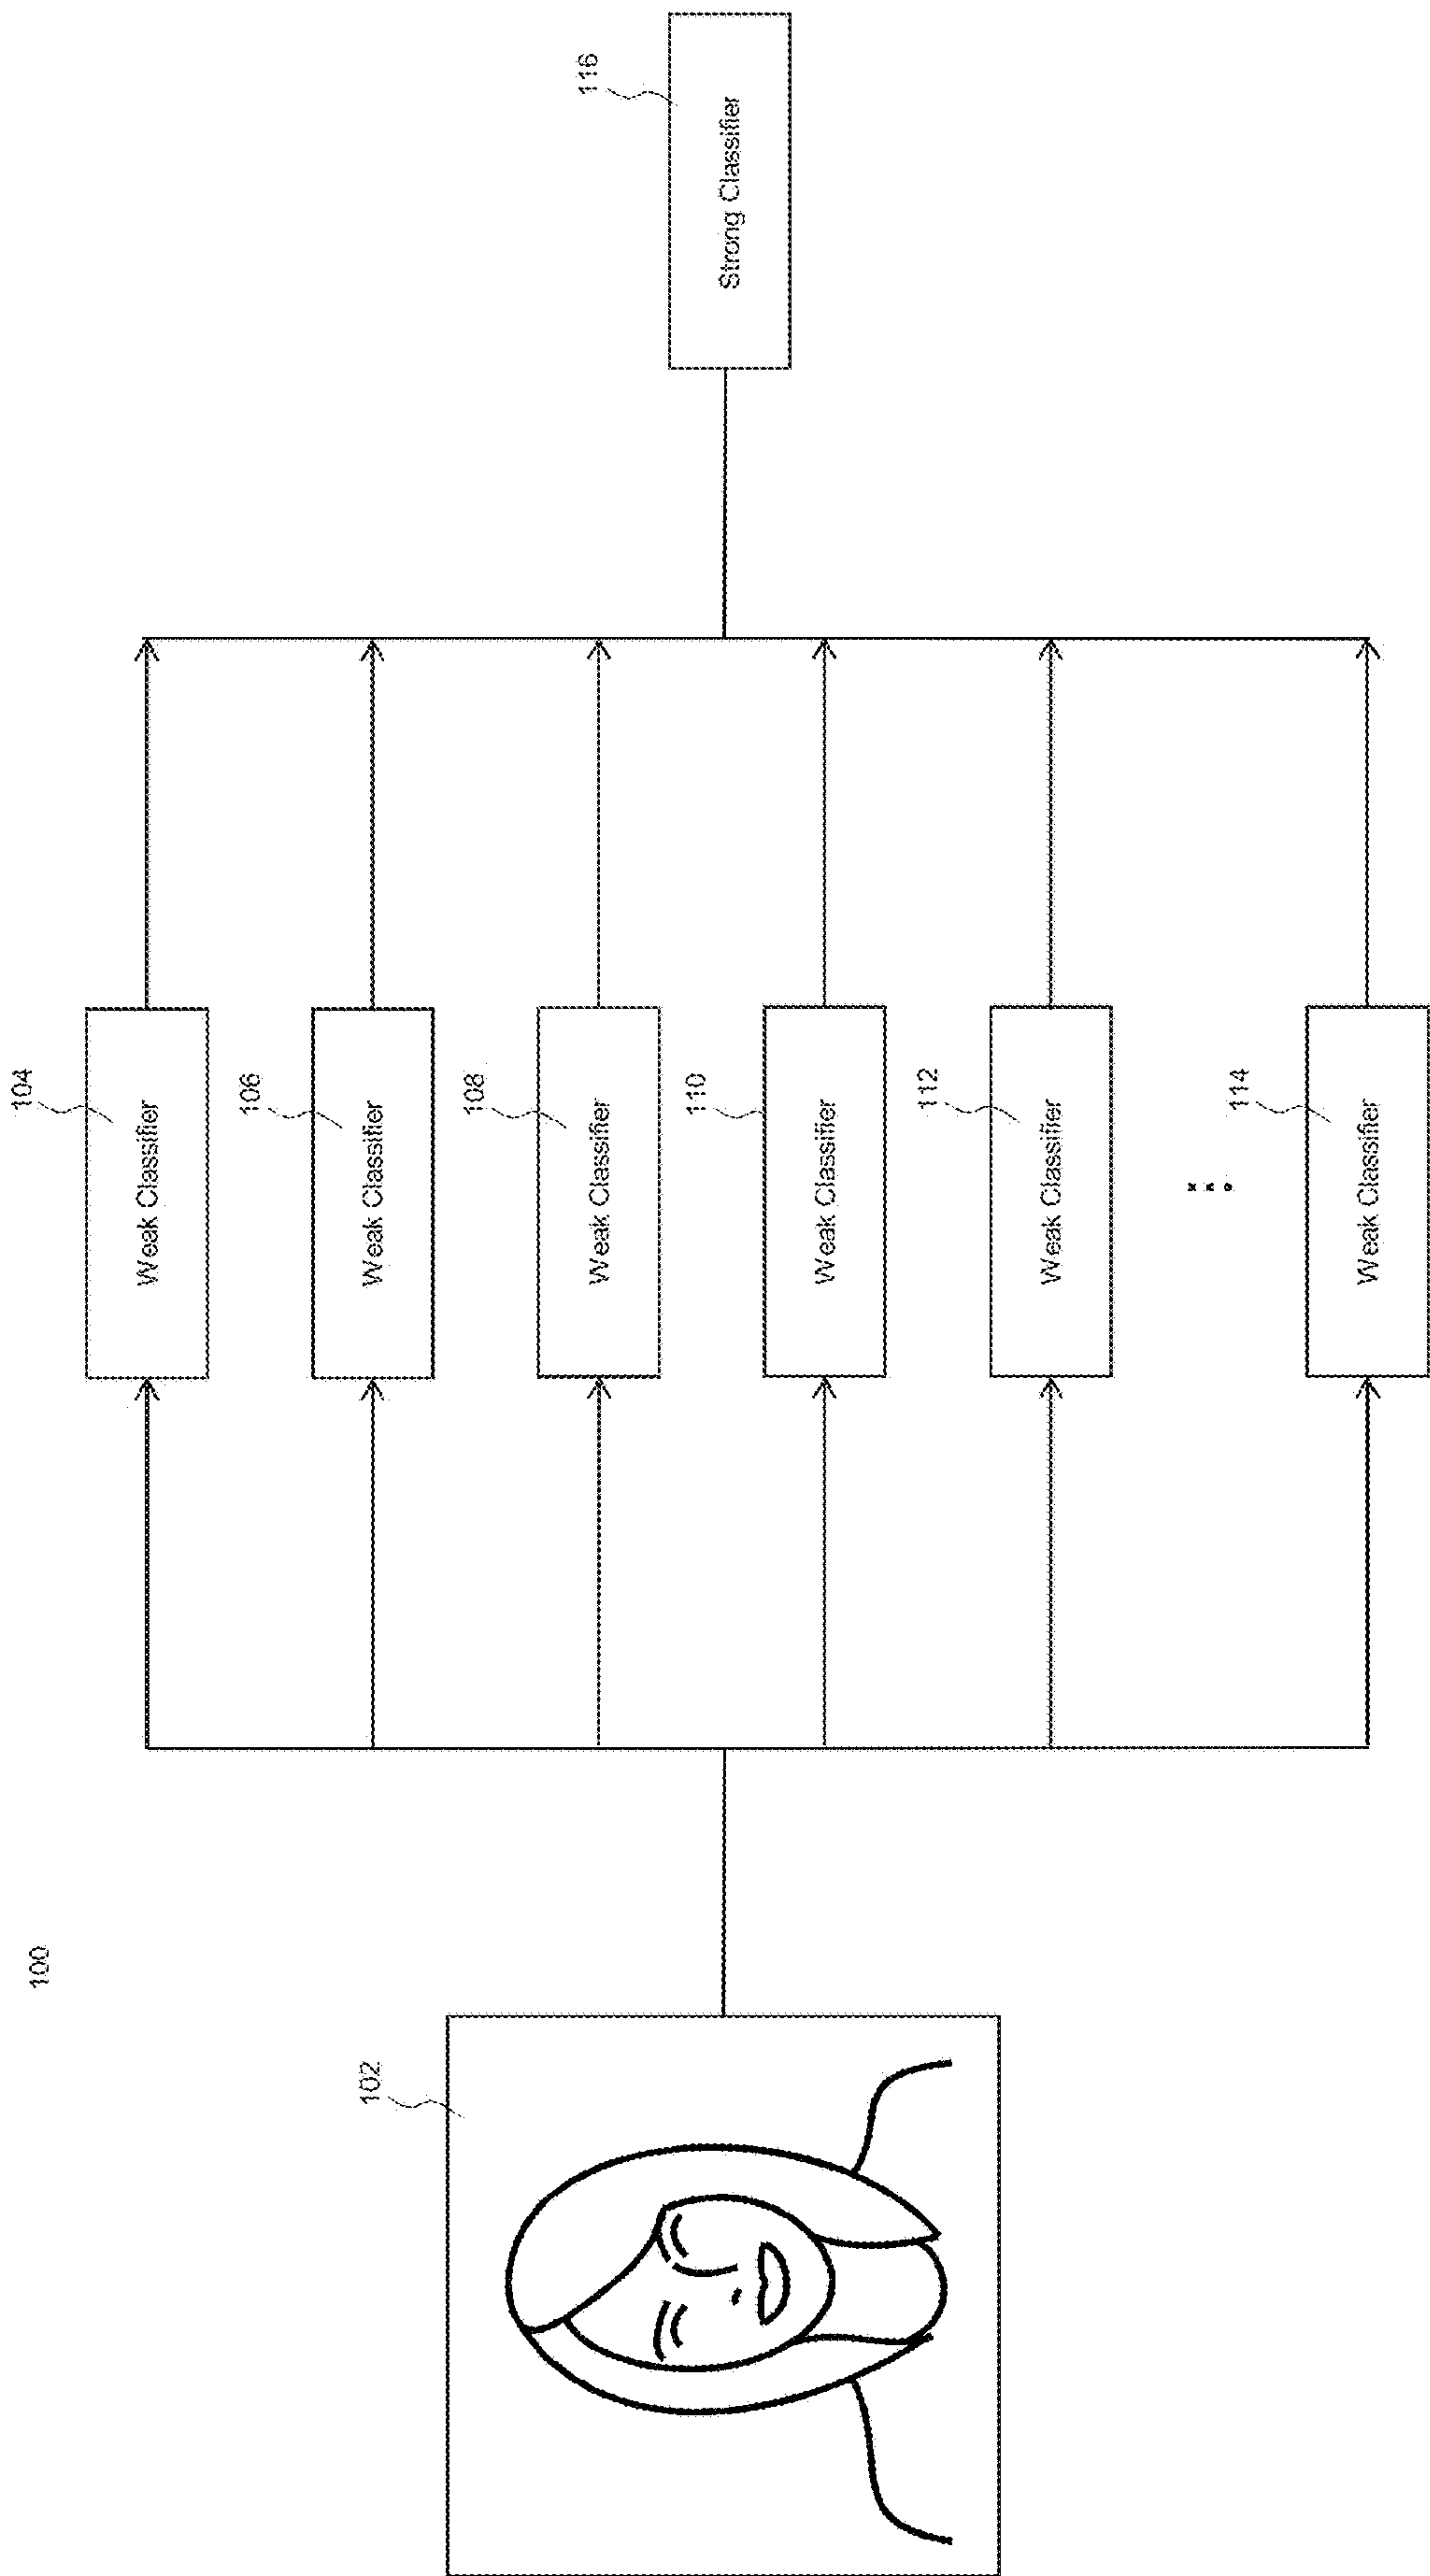 100
102
104
Weak Classifier
106
Weak Classifier
108
Weak Classifier
110
Weak Classifier
112
Weak Classifier
114
Weak Classifier
116
Strong Classifier